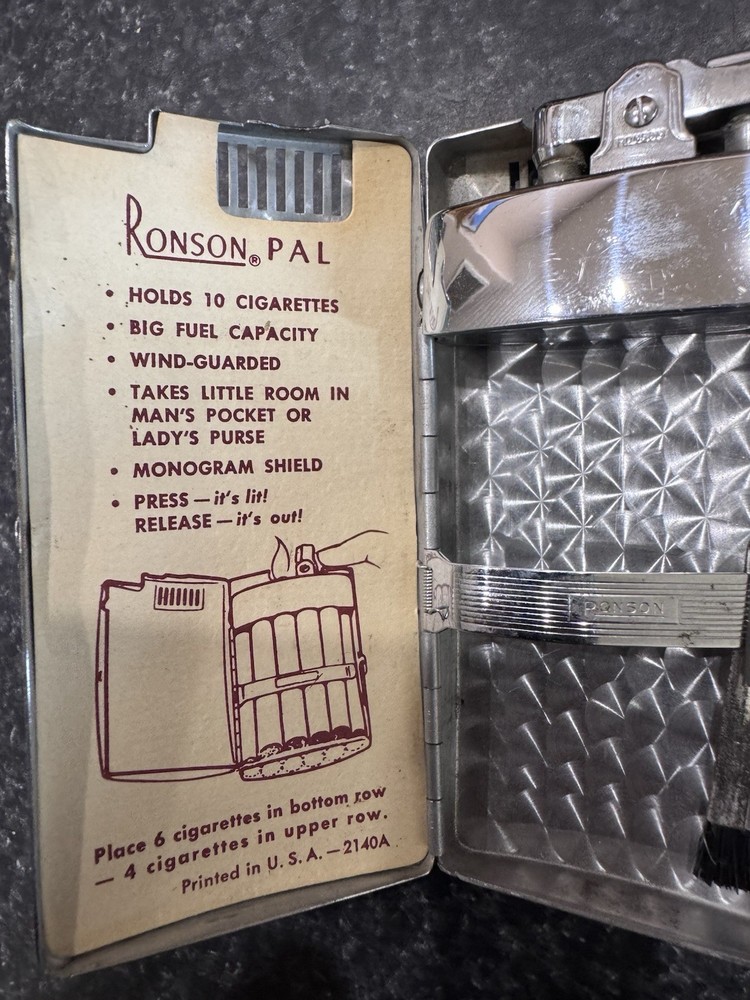 RONSON® PAL
• HOLDS 10 CIGARETTES
• BIG FUEL CAPACITY
• WIND-GUARDED
• TAKES LITTLE ROOM IN
MAN'S POCKET OR
LADY'S PURSE
• MONOGRAM SHIELD
• PRESS — it's lit!
RELEASE — it's out!
Place 6 cigarettes in bottom row
— 4 cigarettes in upper row.
Printed in U. S. A. — 2140A
RONSON